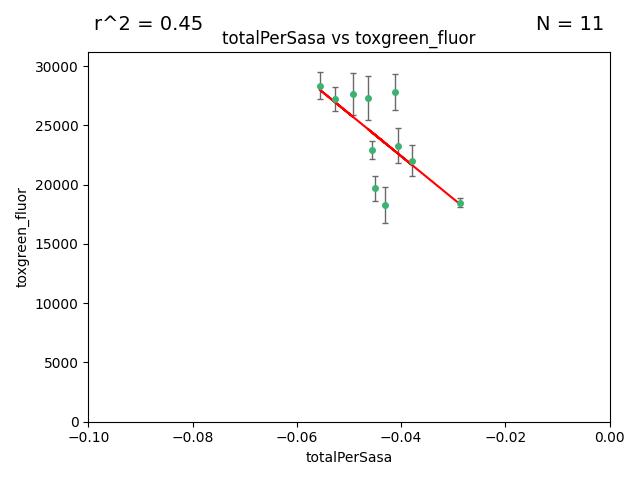 r^2 = 0.45
N = 11
totalPerSasa vs toxgreen_fluor
30000
25000
20000
15000
10000
5000
0
toxgreen_fluor
−0.10
−0.08
−0.06
−0.04
−0.02
0.00
totalPerSasa